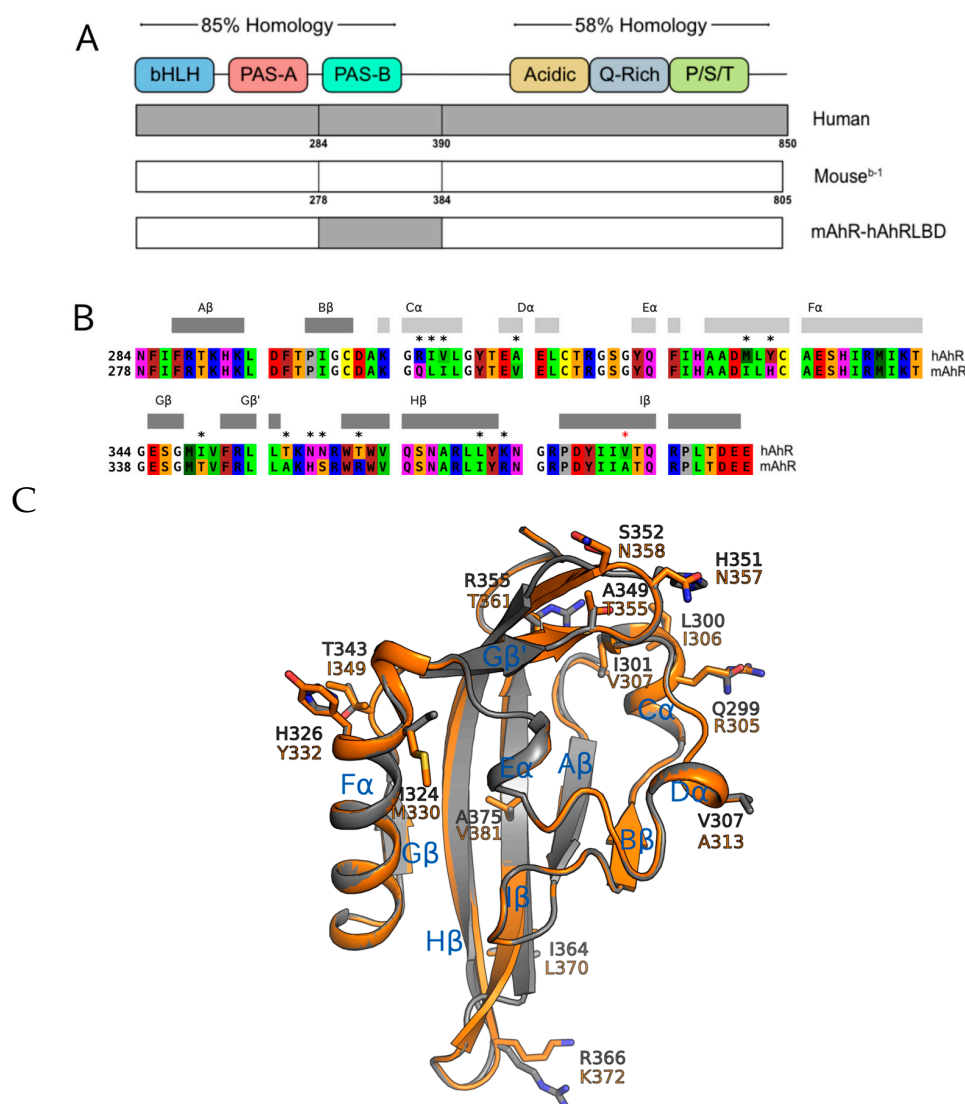 A
85% Homology
58% Homology
bHLH
PAS-A
PAS-B
Acidic
Q-Rich
P/S/T
Human
284
390
850
Mouse^b-1
278
384
805
mAhR-hAhRLBD
B
Aβ Bβ Cα Dα Eα Fα
* * * * * *
284 NFIFRTKHKL DFTPIGCDAK GRIVLGYTEA ELCTRGSGYQ FIHAADMLYC AESHIRMIKT hAhR
278 NFIFRTKHKL DFTPIGCDAK GQLILGYTEV ELCTRGSGYQ FIHAADILHC AESHIRMIKT mAhR
Gβ Gβ' Hβ Iβ
* * * * * * * *
344 GESGMIVFRL LTKNNRWTWV QSNARLLYKN GRPDYIIVTQ RPLTDEE hAhR
338 GESGMTVFRL LAKHSRWRWV QSNARLIYRN GRPDYIIATQ RPLTDEE mAhR
C
S352
N358
H351
N357
R355
T361
A349
T355
L300
I306
T343
I349
Gβ'
I301
V307
Q299
R305
Cα
H326
Y332
Fα
Eα
Aβ
Dα
I324
M330
A375
V381
V307
A313
Gβ
Bβ
Iβ
Hβ
I364
L370
R366
K372